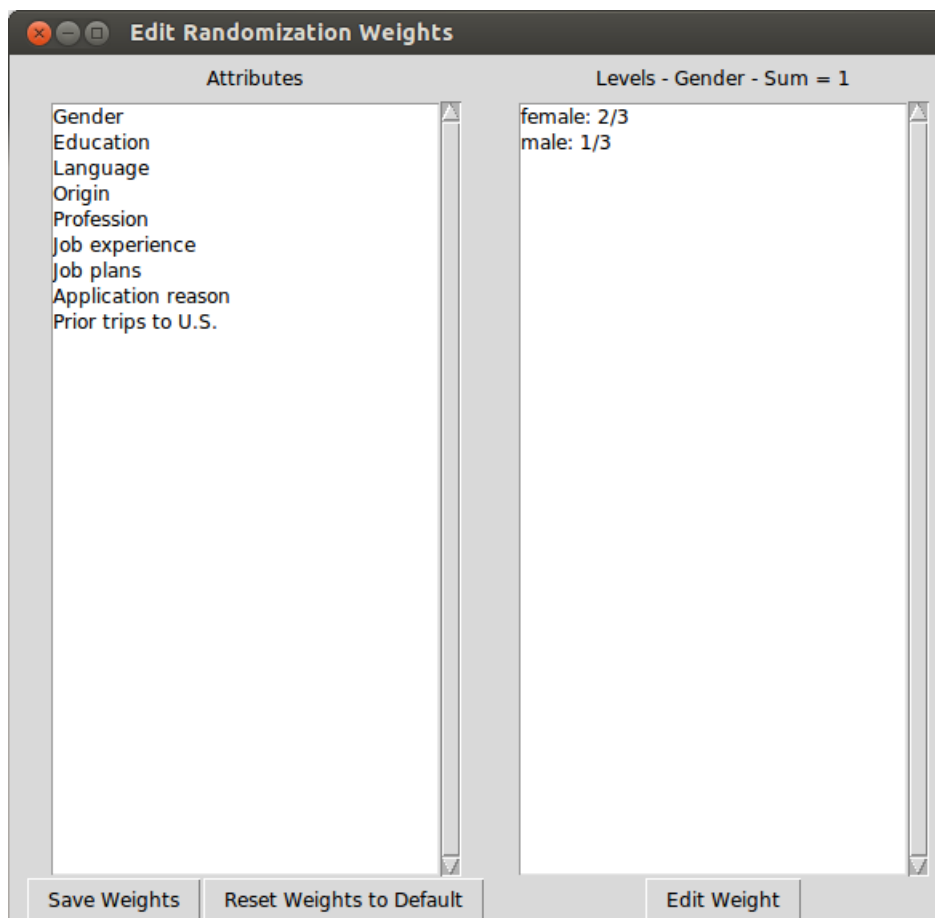 Edit Randomization Weights
Attributes
Gender
Education
Language
Origin
Profession
Job experience
Job plans
Application reason
Prior trips to U.S.
Levels - Gender - Sum = 1
female: 2/3
male: 1/3
Save Weights
Reset Weights to Default
Edit Weight